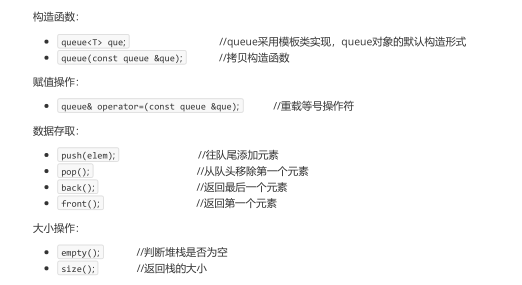 构造函数：
queue<T> que; //queue采用模板类实现，queue对象的默认构造形式
queue(const queue &que); //拷贝构造函数
赋值操作：
queue& operator=(const queue &que); //重载等号操作符
数据存取：
push(elem); //往队尾添加元素
pop(); //从队头移除第一个元素
back(); //返回最后一个元素
front(); //返回第一个元素
大小操作：
empty(); //判断堆栈是否为空
size(); //返回栈的大小